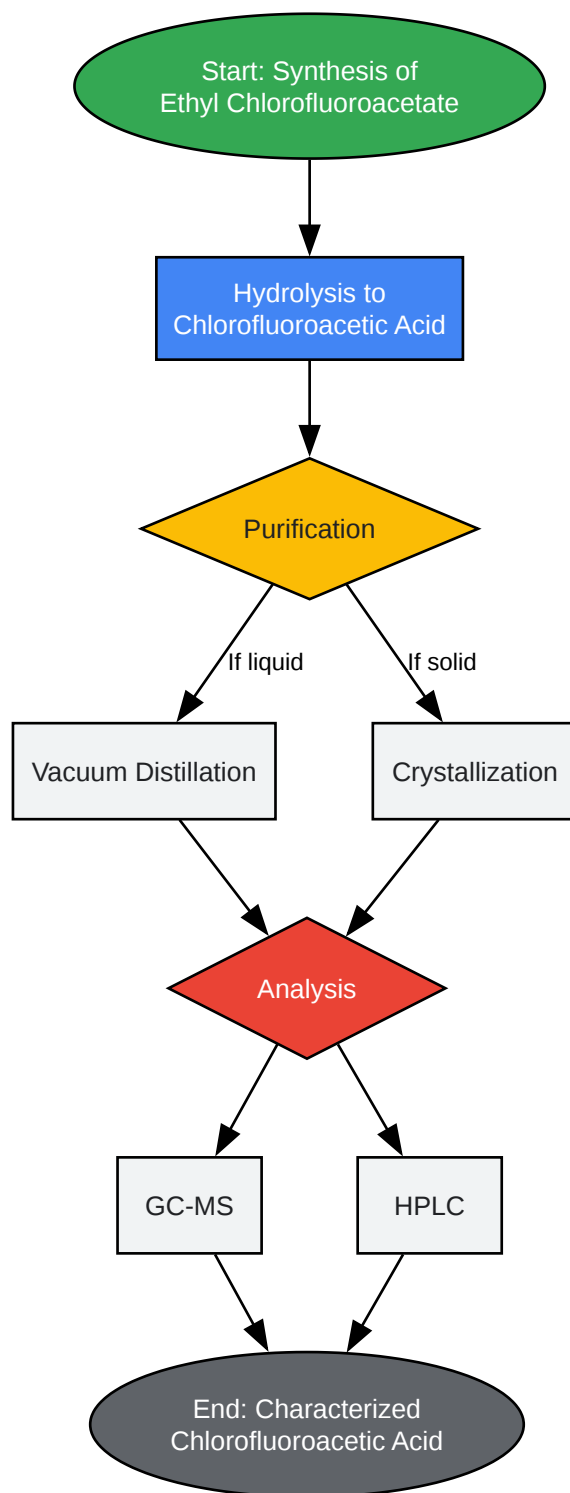 Start: Synthesis of
Ethyl Chlorofluoroacetate
Hydrolysis to
Chlorofluoroacetic Acid
Purification
If liquid
If solid
Vacuum Distillation
Crystallization
Analysis
GC-MS
HPLC
End: Characterized
Chlorofluoroacetic Acid